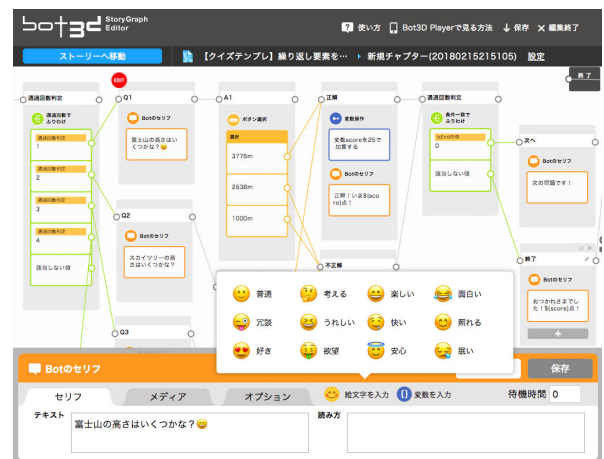 bot3d StoryGraph
Editor
使い方
Bot3D Playerで見る方法
保存
編集終了
ストーリーへ移動
【クイズテンプレ】繰り返し要素を…
新規チャプター(20180215215105)
設定
終了
EDIT
通過回数判定
Q1
A1
正解
通過回数判定
通過回数で
ふりわけ
通過回数判定
1
通過回数判定
2
通過回数判定
3
通過回数判定
4
該当しない値
Botのセリフ
富士山の高さはい
くつかな?😄
Q2
Botのセリフ
スカイツリーの高
さはいくつかな?
Q3
ボタン選択
選択
3776m
2538m
1000m
変数操作
変数scoreを25で
加算する
Botのセリフ
正解!いま${sco
re}点!
不正解
条件一致で
ふりわけ
isEndの値
0
該当しない値
次へ
Botのセリフ
次の問題です!
終了
Botのセリフ
おつかれさまでし
た!${score}点!
+
普通
考える
楽しい
面白い
冗談
うれしい
快い
照れる
好き
欲望
安心
眠い
Botのセリフ
保存
セリフ
メディア
オプション
絵文字を入力
変数を入力
待機時間 0
テキスト
富士山の高さはいくつかな?😄
読み方